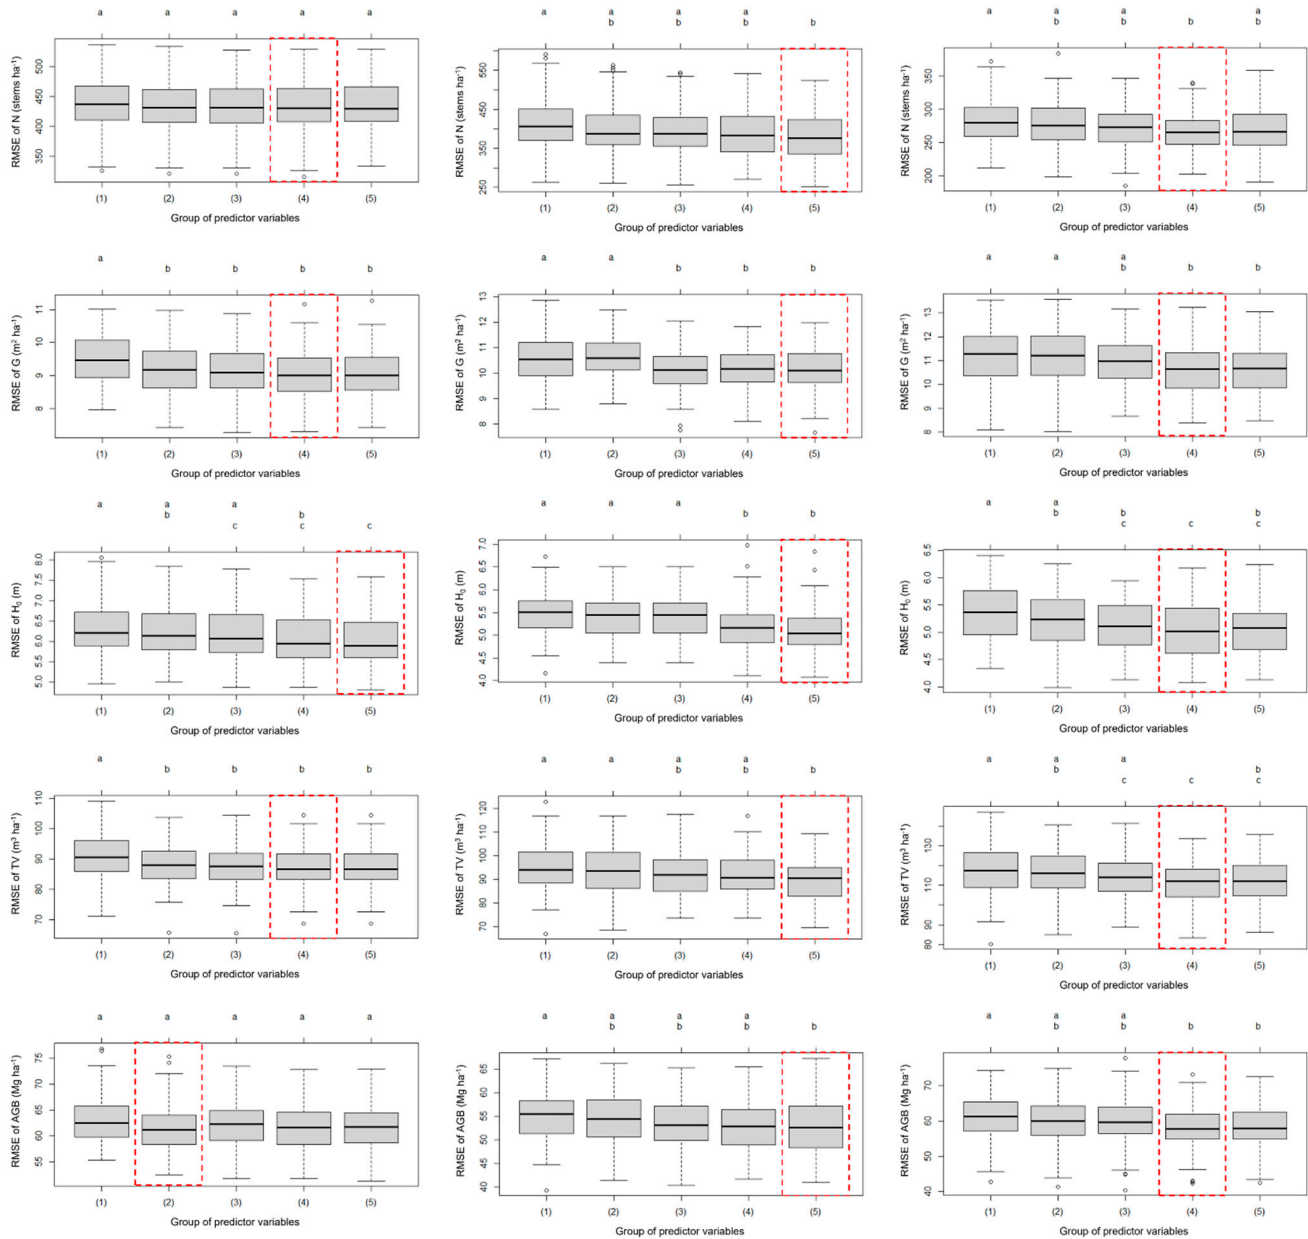 a a a a a
RMSE of N (stems ha⁻¹)
500
450
400
350
(1) (2) (3) (4) (5)
Group of predictor variables
a a a a
b b b b
RMSE of N (stems ha⁻¹)
550
450
350
250
(1) (2) (3) (4) (5)
Group of predictor variables
a a a a
b b b b
RMSE of N (stems ha⁻¹)
350
300
250
200
(1) (2) (3) (4) (5)
Group of predictor variables
a b b b b
RMSE of G (m² ha⁻¹)
11
10
9
8
(1) (2) (3) (4) (5)
Group of predictor variables
a a b b b
RMSE of G (m² ha⁻¹)
13
12
11
10
9
8
(1) (2) (3) (4) (5)
Group of predictor variables
a a a
b b b
RMSE of G (m² ha⁻¹)
13
12
11
10
9
8
(1) (2) (3) (4) (5)
Group of predictor variables
a a a b c
b c c
RMSE of H₀ (m)
8.0
7.5
7.0
6.5
6.0
5.5
5.0
(1) (2) (3) (4) (5)
Group of predictor variables
a a a b b
RMSE of H₀ (m)
7.0
6.5
6.0
5.5
5.0
4.5
4.0
(1) (2) (3) (4) (5)
Group of predictor variables
a a
b b b
c c c
RMSE of H₀ (m)
6.5
6.0
5.5
5.0
4.5
4.0
(1) (2) (3) (4) (5)
Group of predictor variables
a b b b b
RMSE of TV (m³ ha⁻¹)
110
100
90
80
70
(1) (2) (3) (4) (5)
Group of predictor variables
a a a a
b b b
RMSE of TV (m³ ha⁻¹)
120
110
100
90
80
70
(1) (2) (3) (4) (5)
Group of predictor variables
a a a
b b
c c c
RMSE of TV (m³ ha⁻¹)
130
110
90
80
(1) (2) (3) (4) (5)
Group of predictor variables
a a a a a
RMSE of AGB (Mg ha⁻¹)
75
70
65
60
55
(1) (2) (3) (4) (5)
Group of predictor variables
a a a a
b b b b
RMSE of AGB (Mg ha⁻¹)
65
60
55
50
45
40
(1) (2) (3) (4) (5)
Group of predictor variables
a a a
b b b b
RMSE of AGB (Mg ha⁻¹)
70
60
50
40
(1) (2) (3) (4) (5)
Group of predictor variables